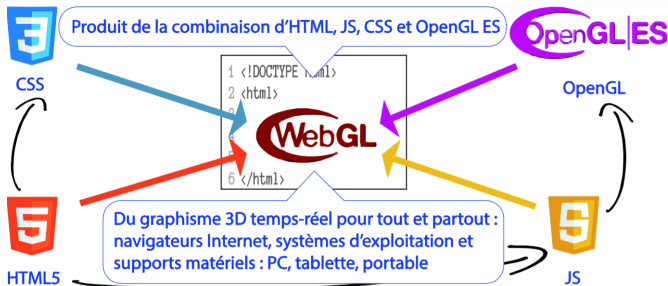 Produit de la combinaison d’HTML, JS, CSS et OpenGL ES
3
OpenGL|ES
CSS
OpenGL
1 <!DOCTYPE html>
2 <html>
WebGL
6 </html>
5
Du graphisme 3D temps-réel pour tout et partout :
navigateurs Internet, systèmes d’exploitation et
supports matériels : PC, tablette, portable
HTML5
JS